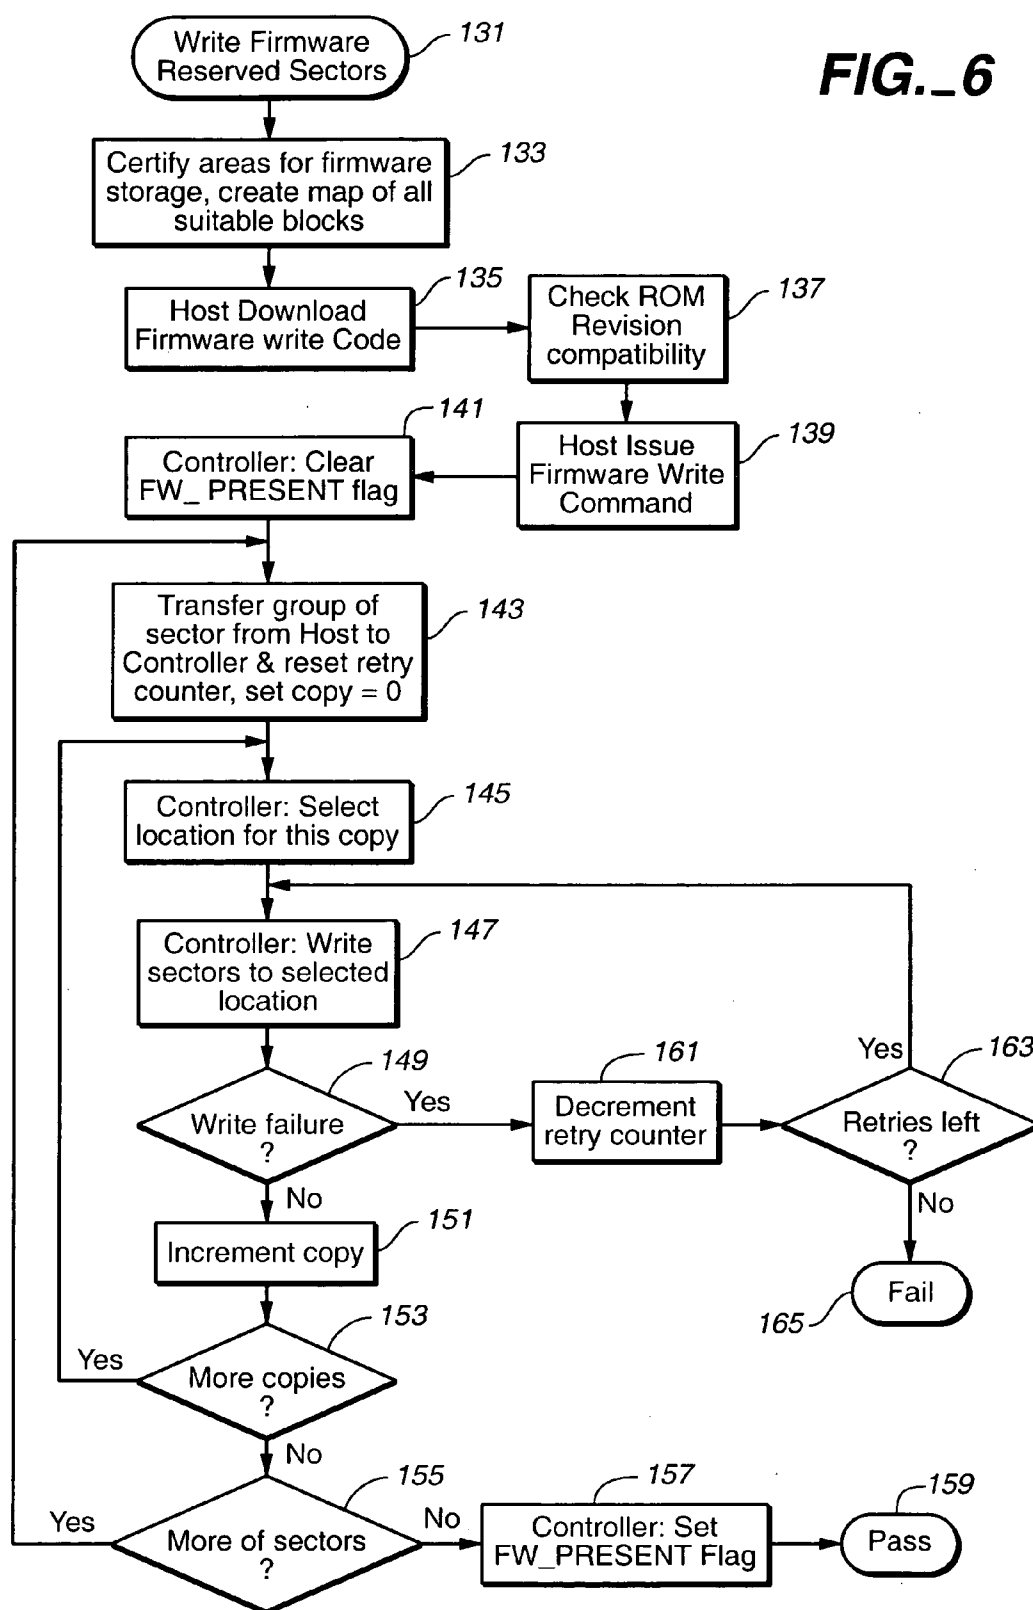 Write Firmware
Reserved Sectors
131
FIG._6
Certify areas for firmware
storage, create map of all
suitable blocks
133
Host Download
Firmware write Code
135
Check ROM
Revision
compatibility
137
Host Issue
Firmware Write
Command
139
Controller: Clear
FW_ PRESENT flag
141
Transfer group of
sector from Host to
Controller & reset retry
counter, set copy = 0
143
Controller: Select
location for this copy
145
Controller: Write
sectors to selected
location
147
Write failure
?
149
Yes
No
Decrement
retry counter
161
Retries left
?
163
Yes
No
Fail
165
Increment copy
151
More copies
?
153
Yes
No
More of sectors
?
155
Yes
No
Controller: Set
FW_PRESENT Flag
157
Pass
159